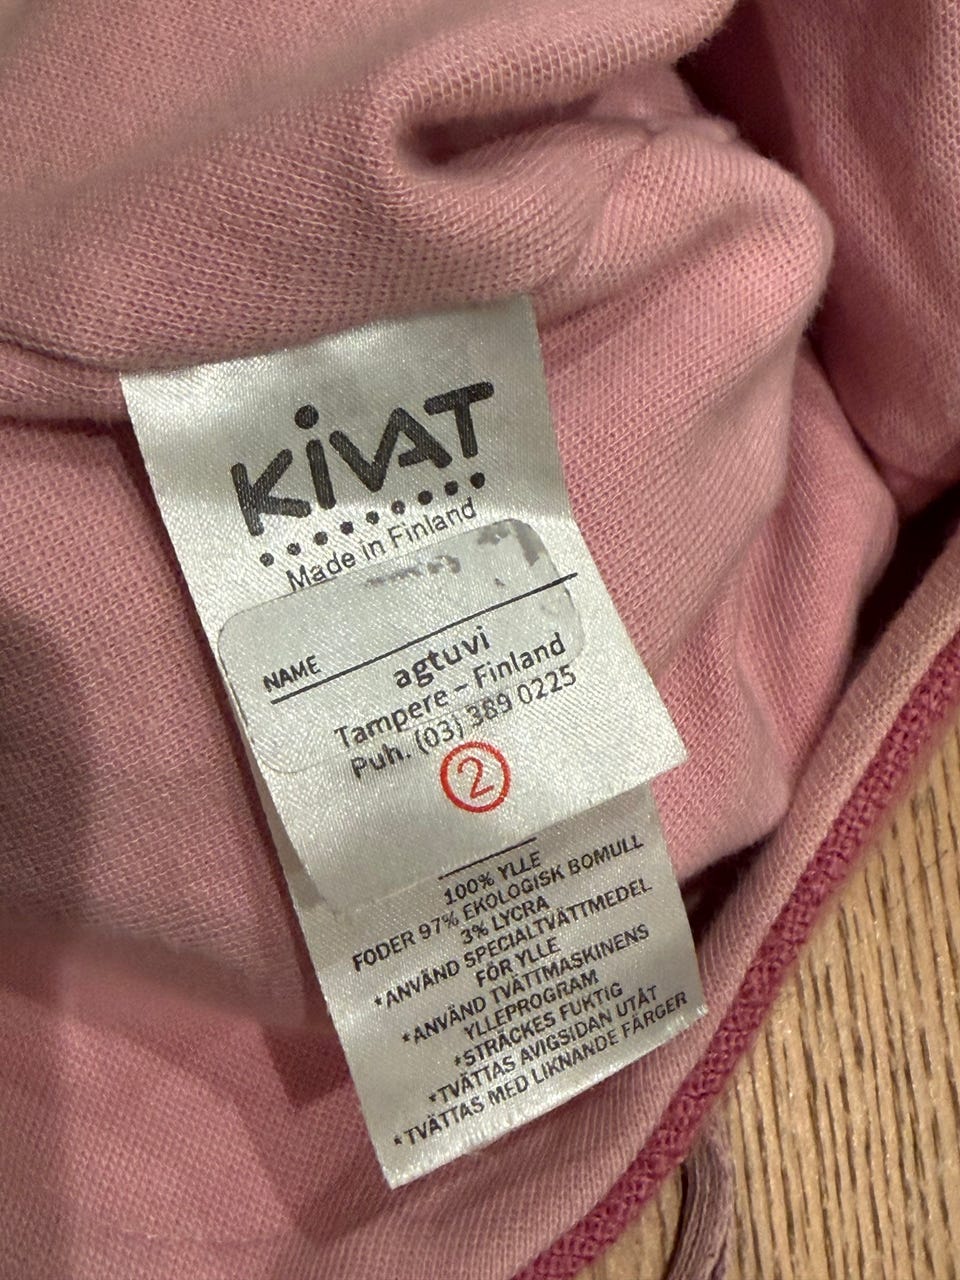 KiVAT
Made in Finland
NAME
agtuvi
Tampere – Finland
Puh. (03) 389 0225
2
100% YLLE
FODER 97% EKOLOGISK BOMULL
3% LYCRA
*ANVÄND SPECIALTVÄTTMEDEL
FÖR YLLE
*ANVÄND TVÄTTMASKINENS
YLLEPROGRAM
*STRÄCKES FUKTIG
*TVÄTTAS AVIGSIDAN UTÅT
*TVÄTTAS MED LIKNANDE FÄRGER